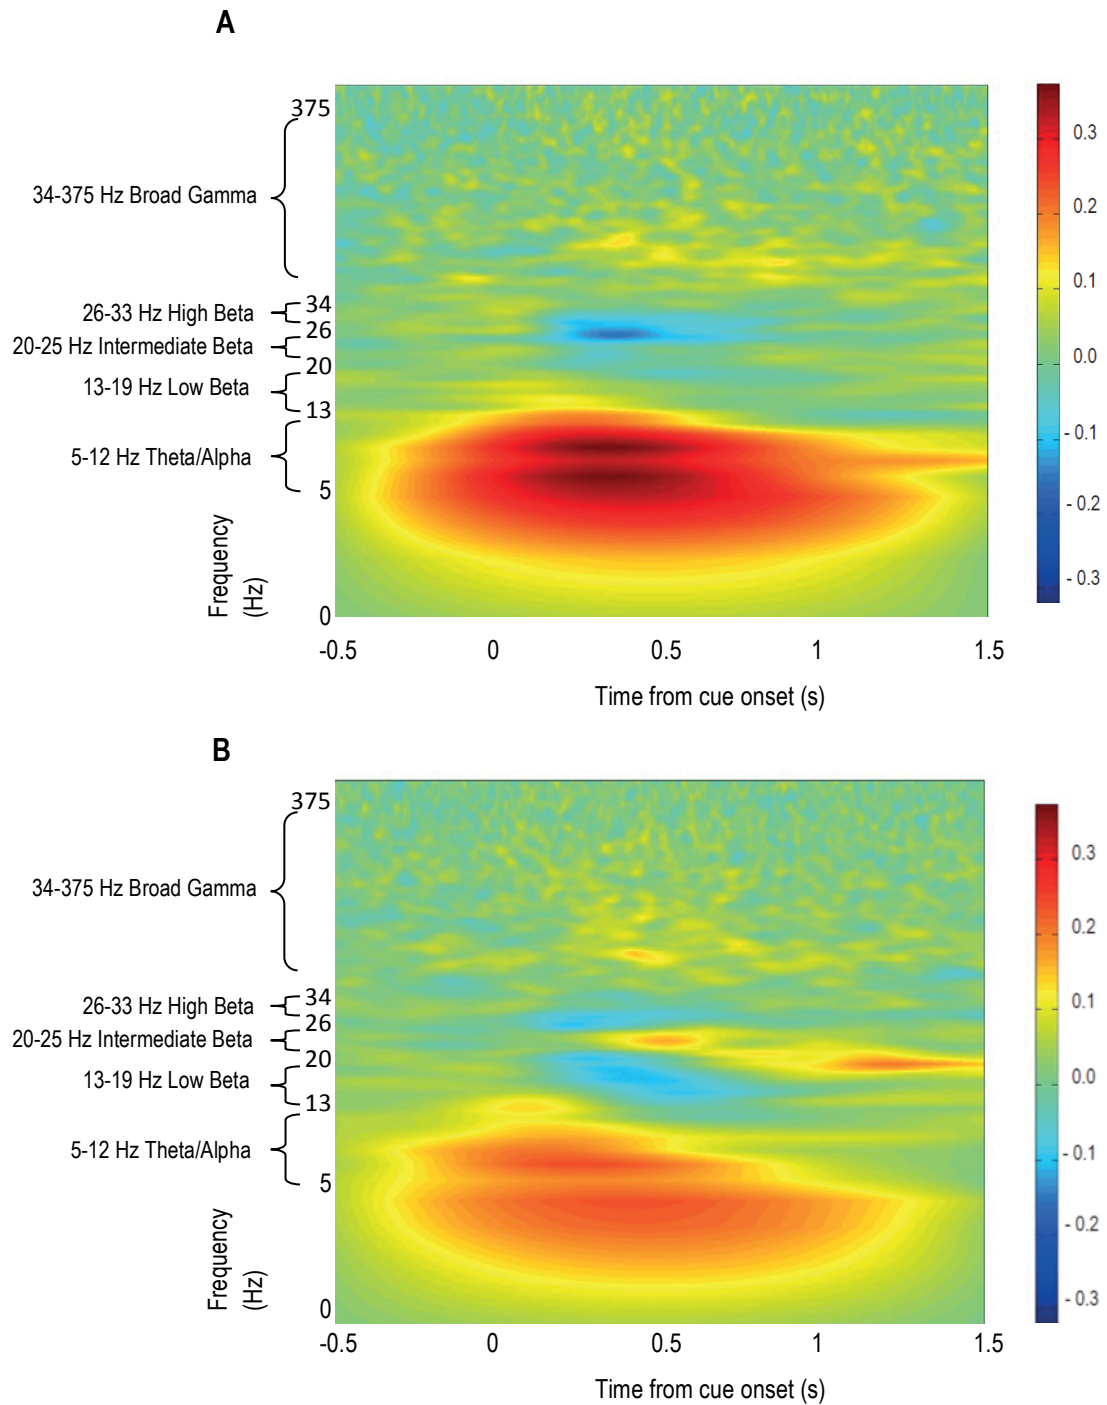 A
375
34-375 Hz Broad Gamma
34
26-33 Hz High Beta
26
20-25 Hz Intermediate Beta
20
13-19 Hz Low Beta
13
5-12 Hz Theta/Alpha
5
Frequency
(Hz)
0
-0.5 0 0.5 1 1.5
Time from cue onset (s)
0.3
0.2
0.1
0.0
- 0.1
- 0.2
- 0.3
B
375
34-375 Hz Broad Gamma
34
26-33 Hz High Beta
26
20-25 Hz Intermediate Beta
20
13-19 Hz Low Beta
13
5-12 Hz Theta/Alpha
5
Frequency
(Hz)
0
-0.5 0 0.5 1 1.5
Time from cue onset (s)
0.3
0.2
0.1
0.0
- 0.1
- 0.2
- 0.3